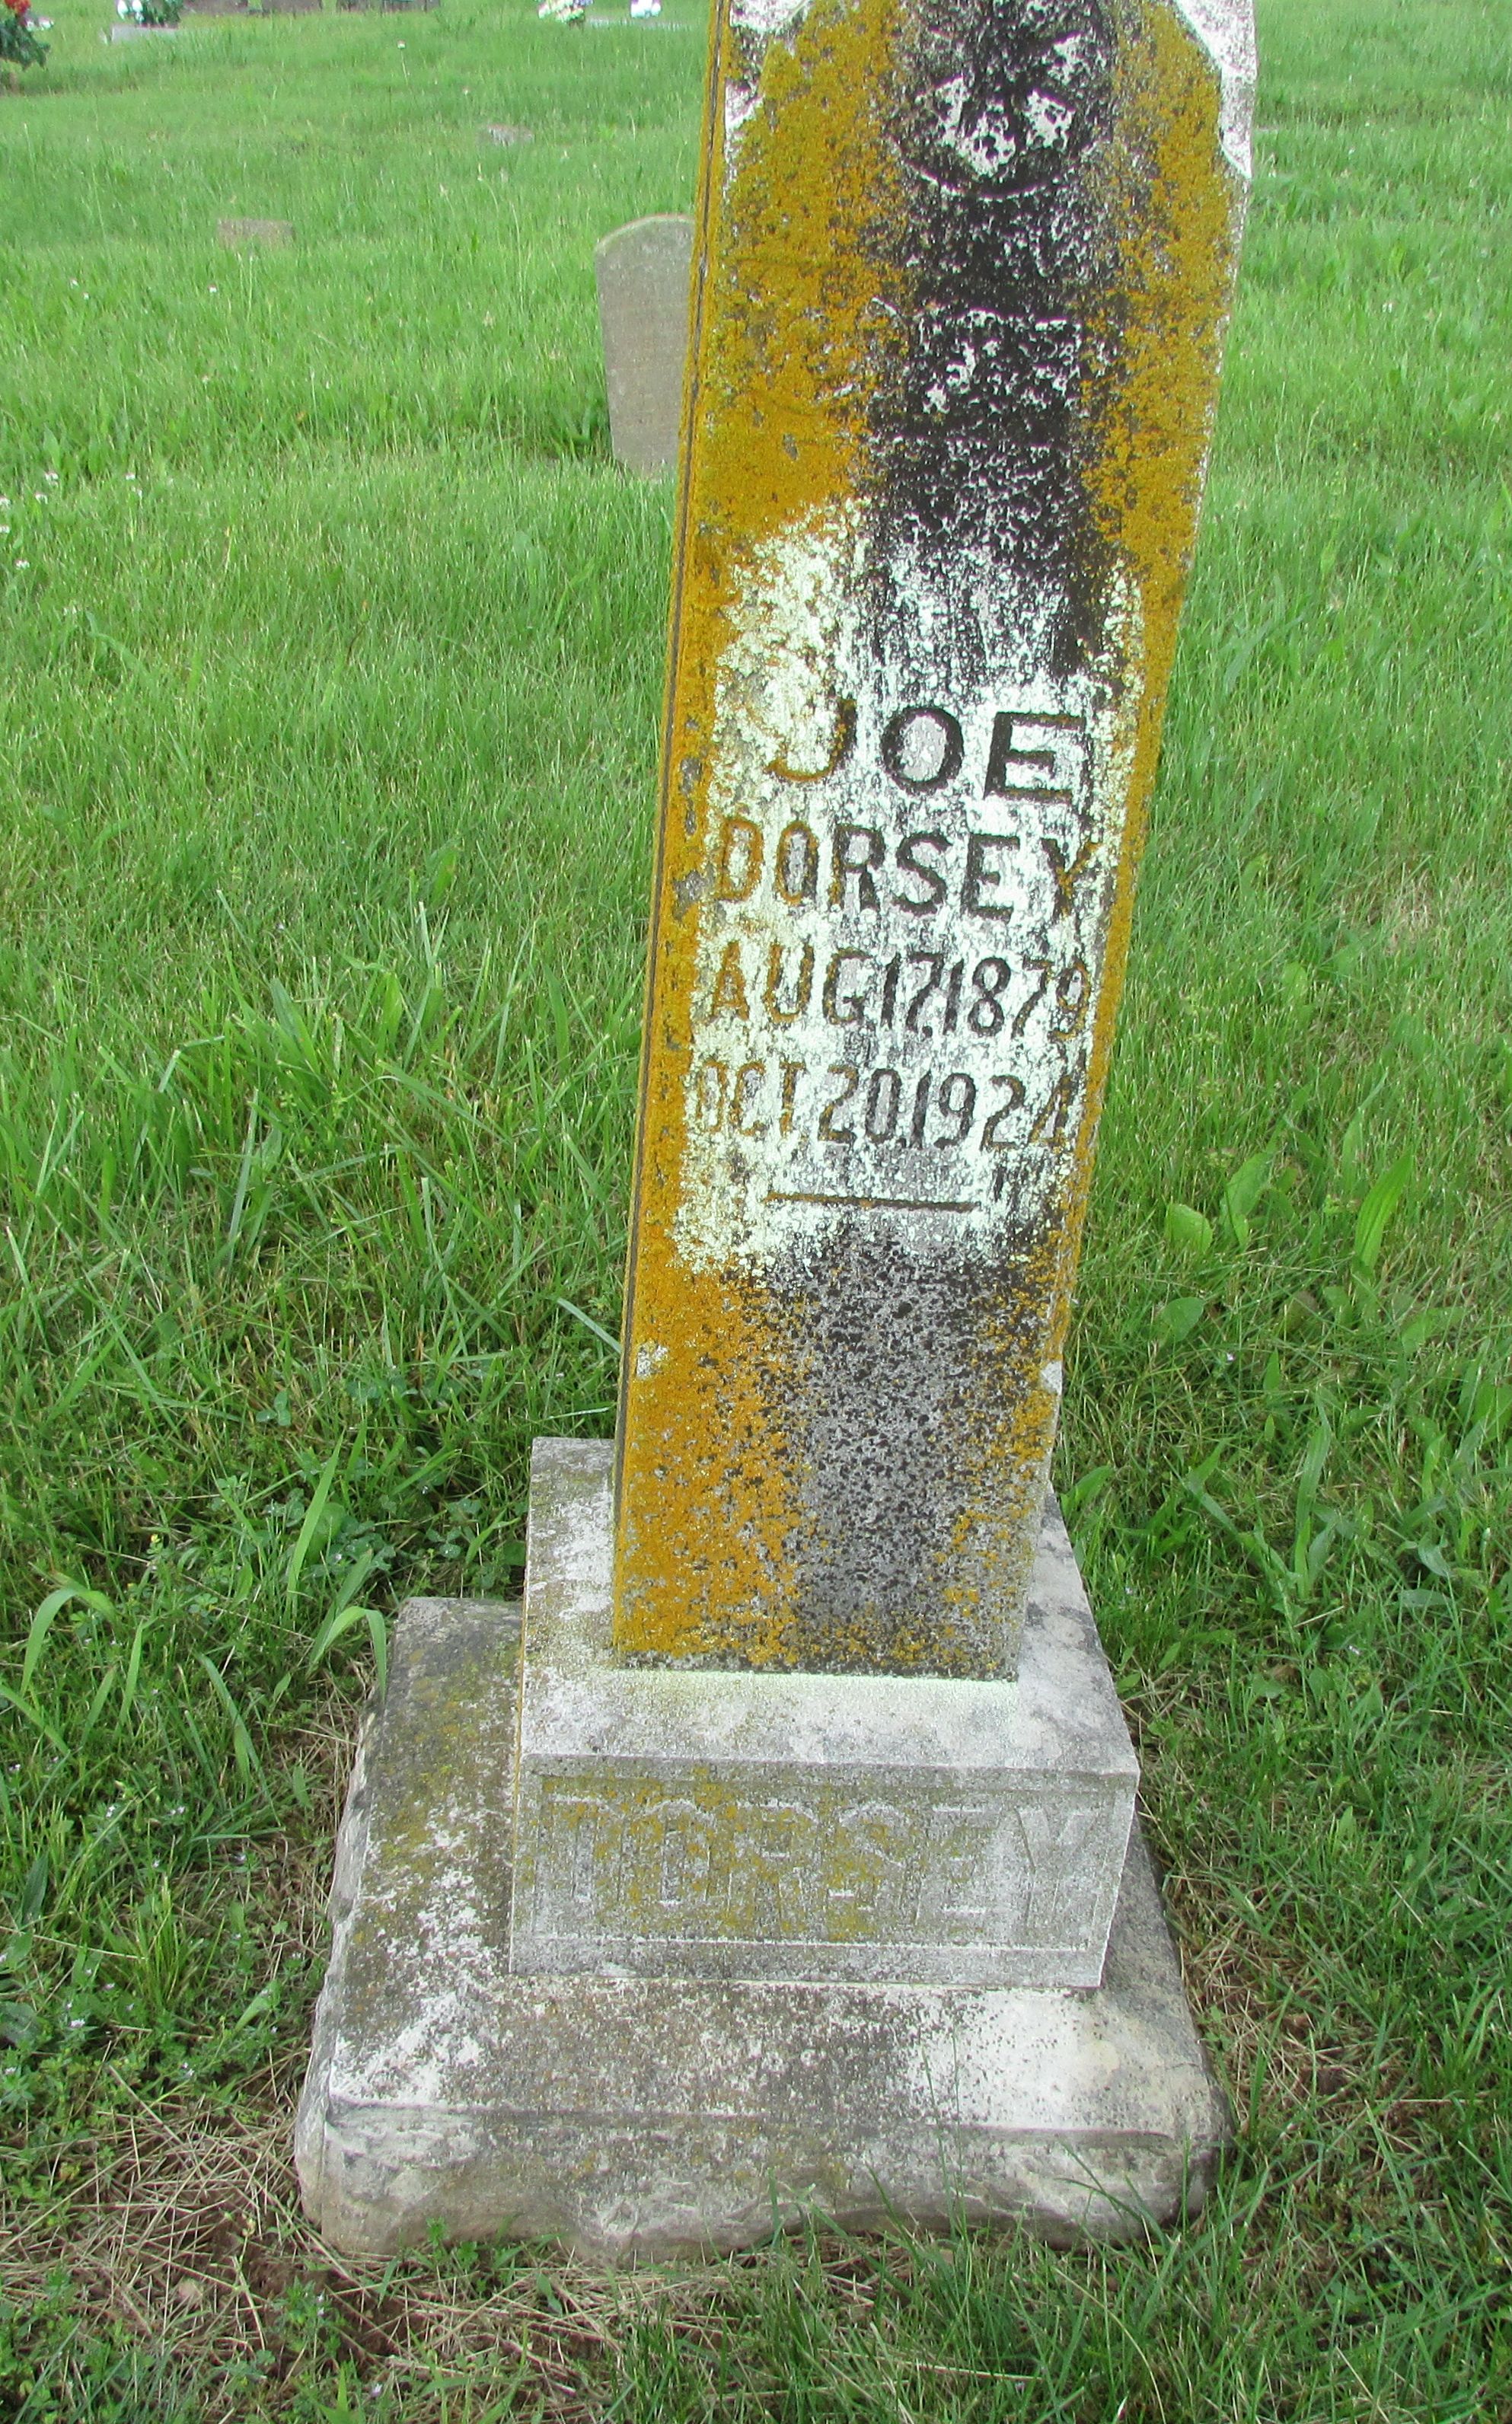 JOE
DORSEY
AUG 17, 1879
OCT 20, 1924
DORSEY